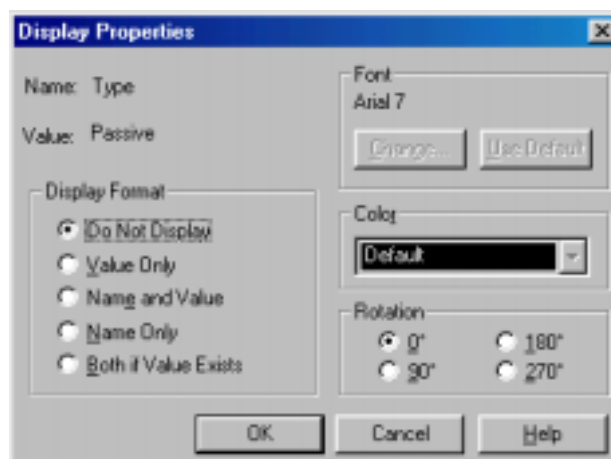 Display Properties
Name: Type
Value: Passive
Display Format
Do Not Display
Value Only
Name and Value
Name Only
Both if Value Exists
Font
Arial 7
Change... Use Default
Color
Default
Rotation
0° 180°
90° 270°
OK Cancel Help